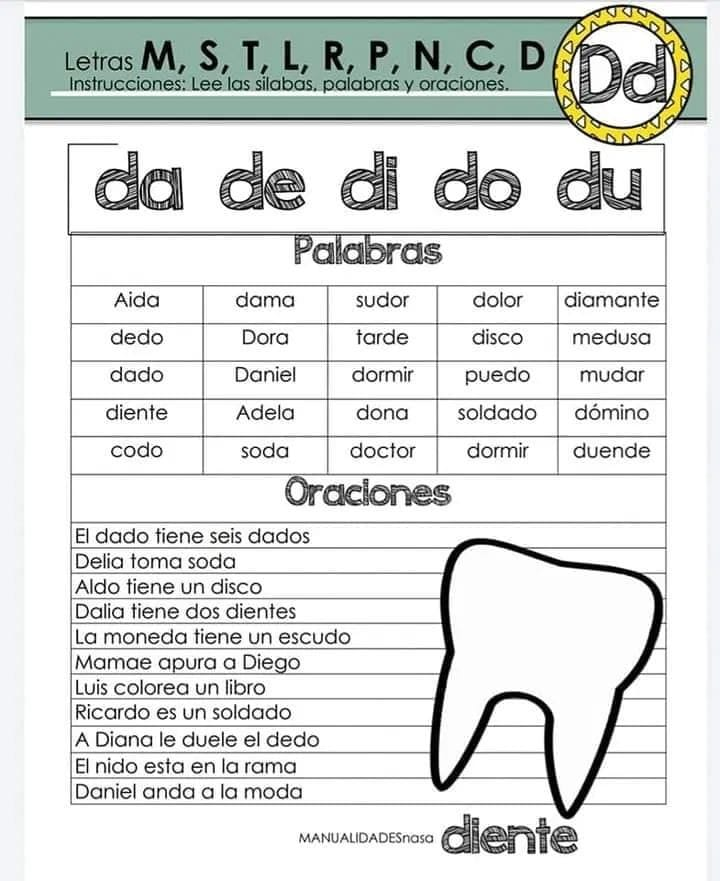 Letras M, S, T, L, R, P, N, C, D
Dd
Instrucciones: Lee las sílabas, palabras y oraciones.
da de di do du
Palabras
Aida dama sudor dolor diamante
dedo Dora tarde disco medusa
dado Daniel dormir puedo mudar
diente Adela dona soldado dómino
codo soda doctor dormir duende
Oraciones
El dado tiene seis dados
Delia toma soda
Aldo tiene un disco
Dalia tiene dos dientes
La moneda tiene un escudo
Mamae apura a Diego
Luis colorea un libro
Ricardo es un soldado
A Diana le duele el dedo
El nido esta en la rama
Daniel anda a la moda
MANUALIDADESnasa
diente